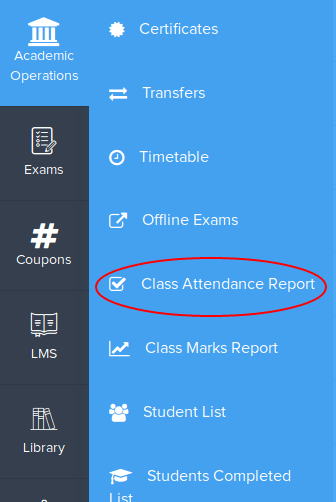 Academic
Operations
Exams
#
Coupons
LMS
Library
Certificates
Transfers
Timetable
Offline Exams
Class Attendance Report
Class Marks Report
Student List
Students Completed
List